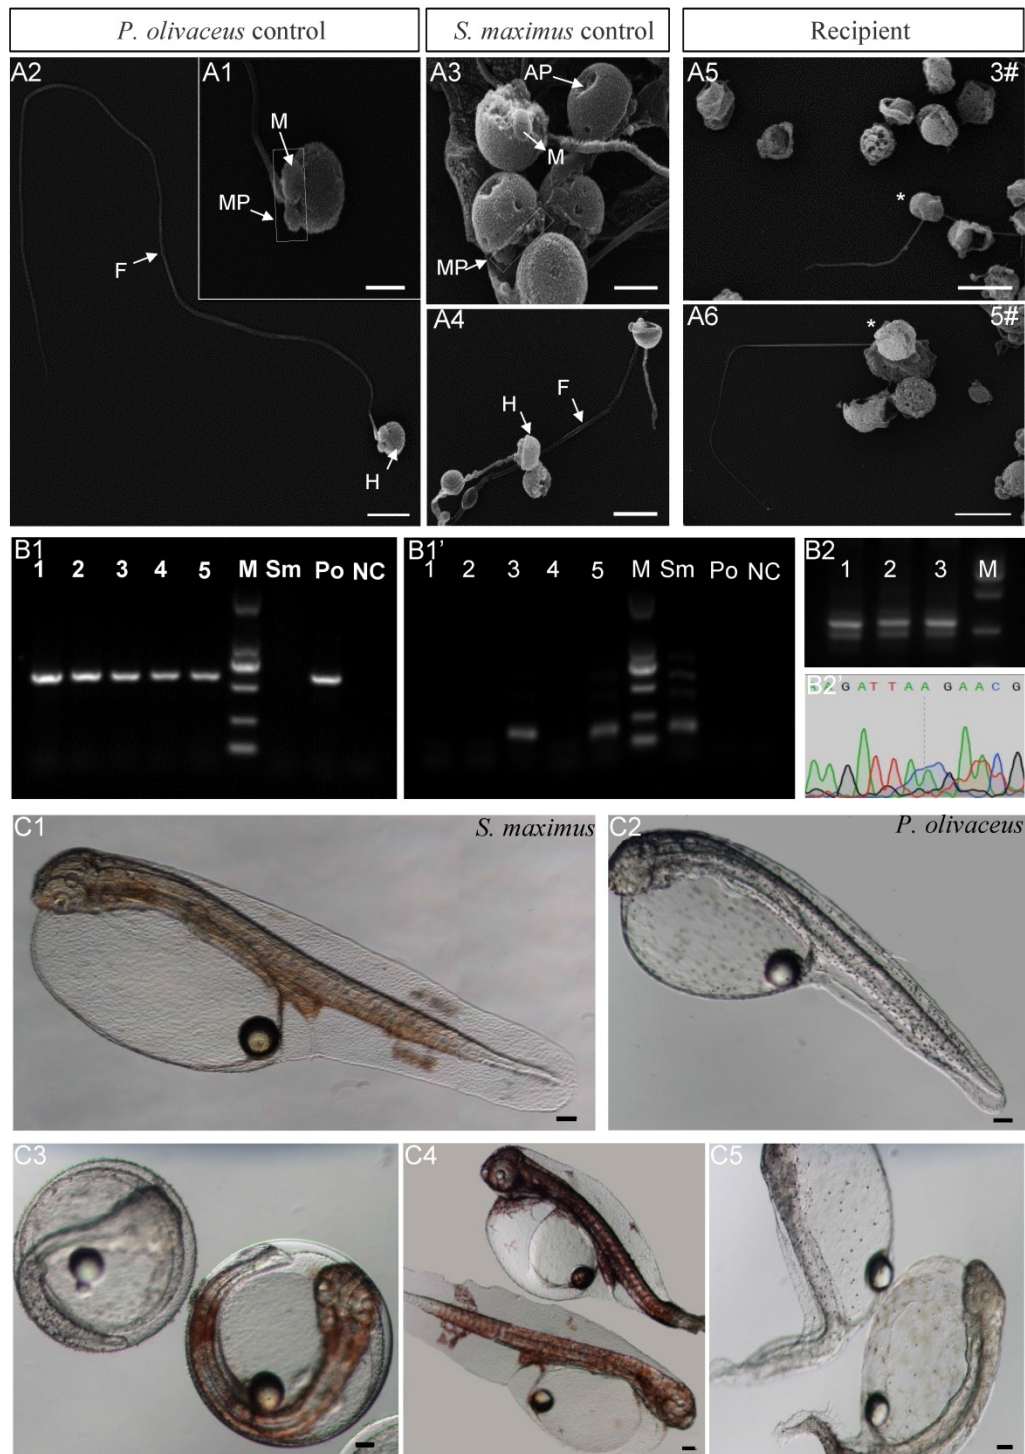 P. olivaceus control
S. maximus control
Recipient
A2
A1
M
MP
F
H
A3
AP
M
MP
A4
H
F
A5
3#
*
A6
5#
*
B1
1 2 3 4 5 M Sm Po NC
B1'
1 2 3 4 5 M Sm Po NC
B2
1 2 3 M
B2'
A A G A T T A A G A A C G
C1
S. maximus
C2
P. olivaceus
C3
C4
C5